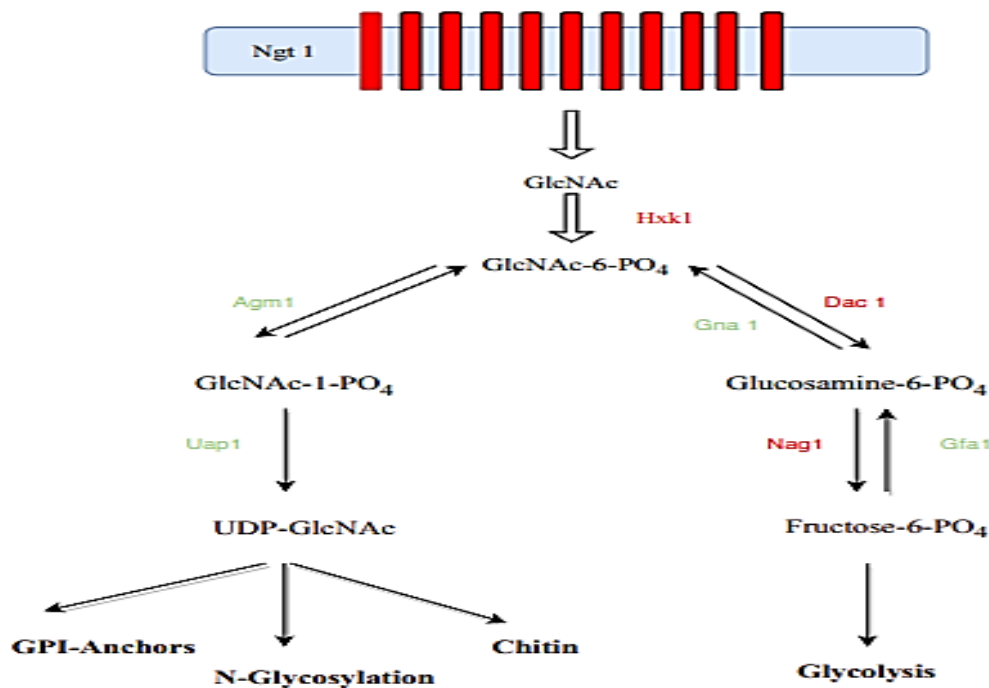 Ngt 1
GlcNAc
Hxk1
GlcNAc-6-PO₄
Agm1
Dac 1
Gna 1
GlcNAc-1-PO₄
Glucosamine-6-PO₄
Uap1
Nag1
Gfa1
UDP-GlcNAc
Fructose-6-PO₄
GPI-Anchors
Chitin
N-Glycosylation
Glycolysis